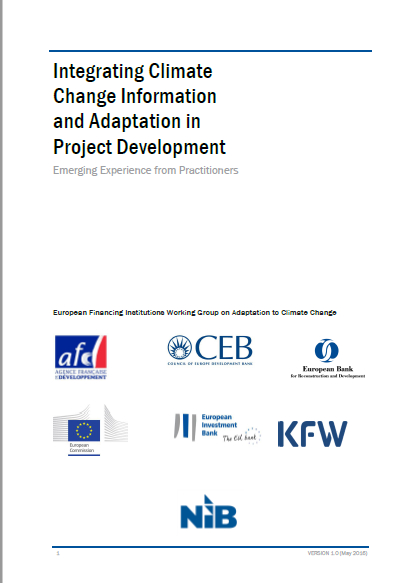 Integrating Climate
Change Information
and Adaptation in
Project Development
Emerging Experience from Practitioners
European Financing Institutions Working Group on Adaptation to Climate Change
afd
AGENCE FRANÇAISE
DE DÉVELOPPEMENT
CEB
COUNCIL OF EUROPE DEVELOPMENT BANK
European Bank
for Reconstruction and Development
European
Commission
European
Investment
Bank
The EU bank
KFW
NIB
1
VERSION 1.0 (May 2016)